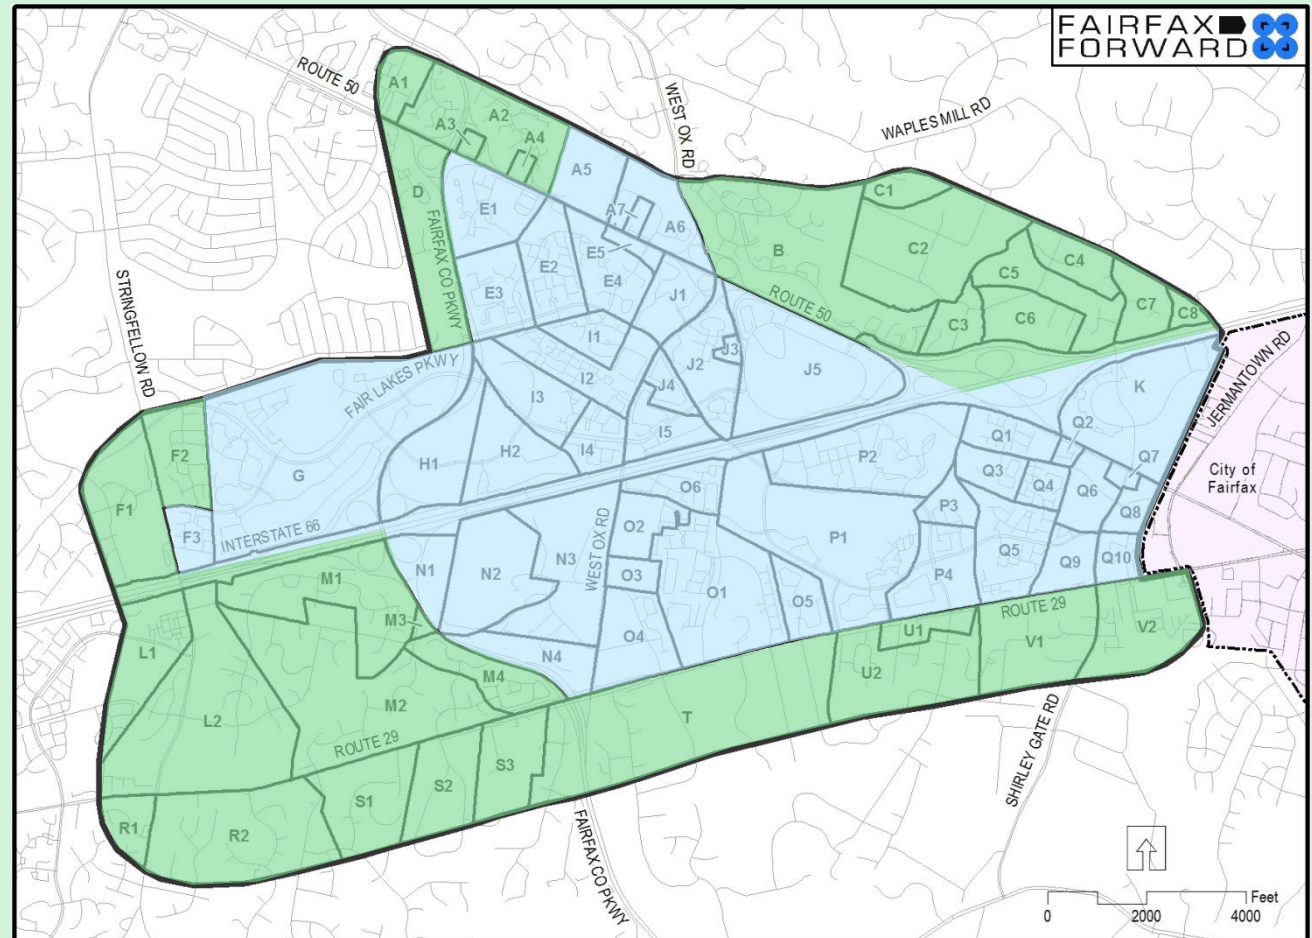 FAIRFAX
FORWARD
ROUTE 50
WEST OX RD
WAPLES MILL RD
A1
A2
A3
A4
A5
A6
A7
B
C1
C2
C3
C4
C5
C6
C7
C8
D
FAIRFAX CO PKWY
E1
E2
E3
E4
E5
ROUTE 50
STRINGFELLOW RD
FAIR LAKES PKWY
F1
F2
F3
G
H1
H2
I1
I2
I3
I4
I5
J1
J2
J3
J4
J5
K
JERMANTOWN RD
City of
Fairfax
INTERSTATE 66
L1
L2
M1
M2
M3
M4
N1
N2
N3
N4
WEST OX RD
O1
O2
O3
O4
O5
O6
P1
P2
P3
P4
Q1
Q2
Q3
Q4
Q5
Q6
Q7
Q8
Q9
Q10
ROUTE 29
ROUTE 29
R1
R2
S1
S2
S3
T
U1
U2
V1
V2
SHIRLEY GATE RD
FAIRFAX CO PKWY
Feet
0 2000 4000